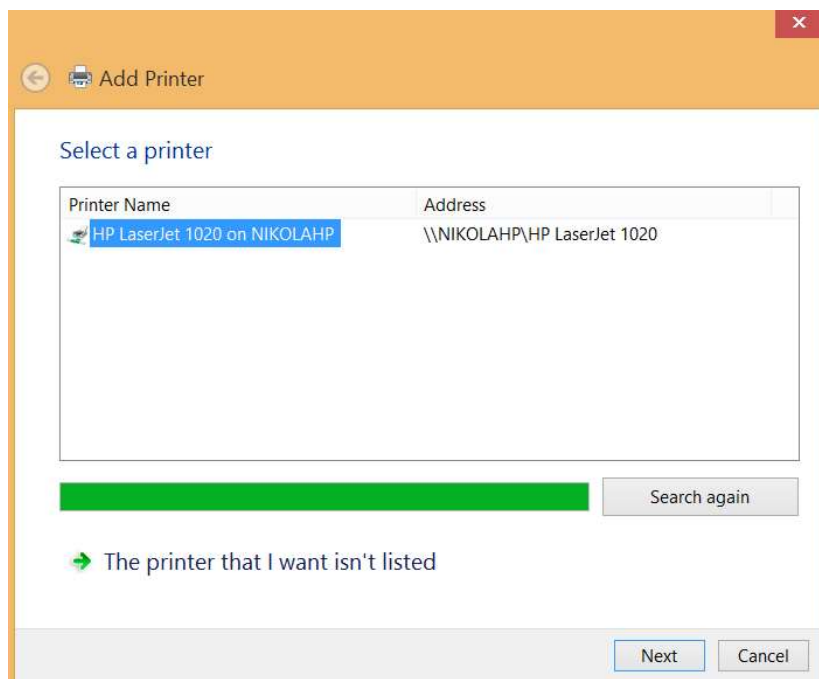 Add Printer
Select a printer
Printer Name Address
HP LaserJet 1020 on NIKOLAHP \\NIKOLAHP\HP LaserJet 1020
Search again
The printer that I want isn't listed
Next Cancel